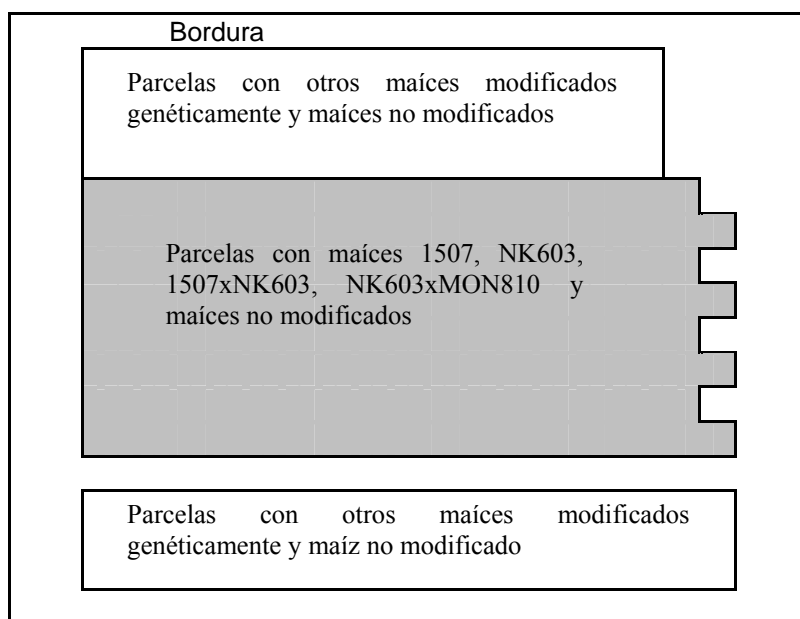 Bordura
Parcelas con otros maíces modificados
genéticamente y maíces no modificados
Parcelas con maíces 1507, NK603,
1507xNK603, NK603xMON810 y
maíces no modificados
Parcelas con otros maíces modificados
genéticamente y maíz no modificado